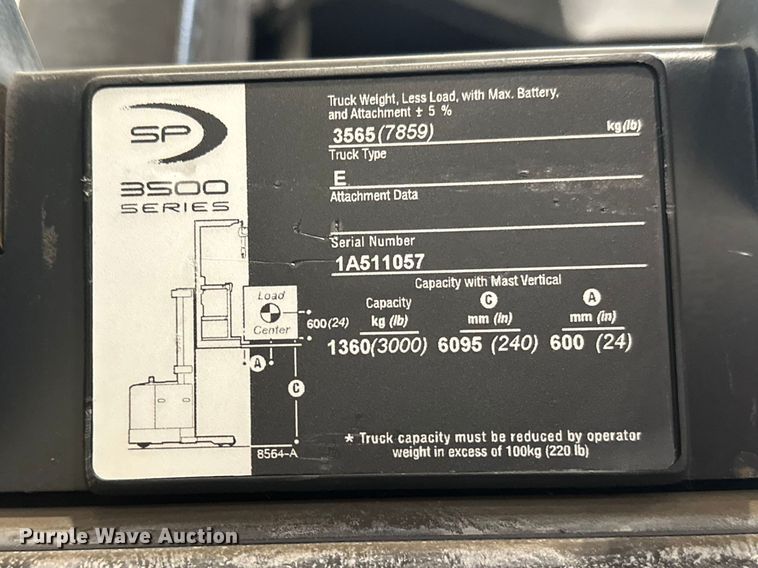 SP
3500
SERIES
Truck Weight, Less Load, with Max. Battery,
and Attachment ± 5 %
3565 (7859) kg (lb)
Truck Type
E
Attachment Data
Serial Number
1A511057
Capacity with Mast Vertical
Capacity C A
kg (lb) mm (in) mm (in)
1360 (3000) 6095 (240) 600 (24)
Load
Center
600 (24)
A
C
8564-A
* Truck capacity must be reduced by operator
weight in excess of 100kg (220 lb)
Purple Wave Auction